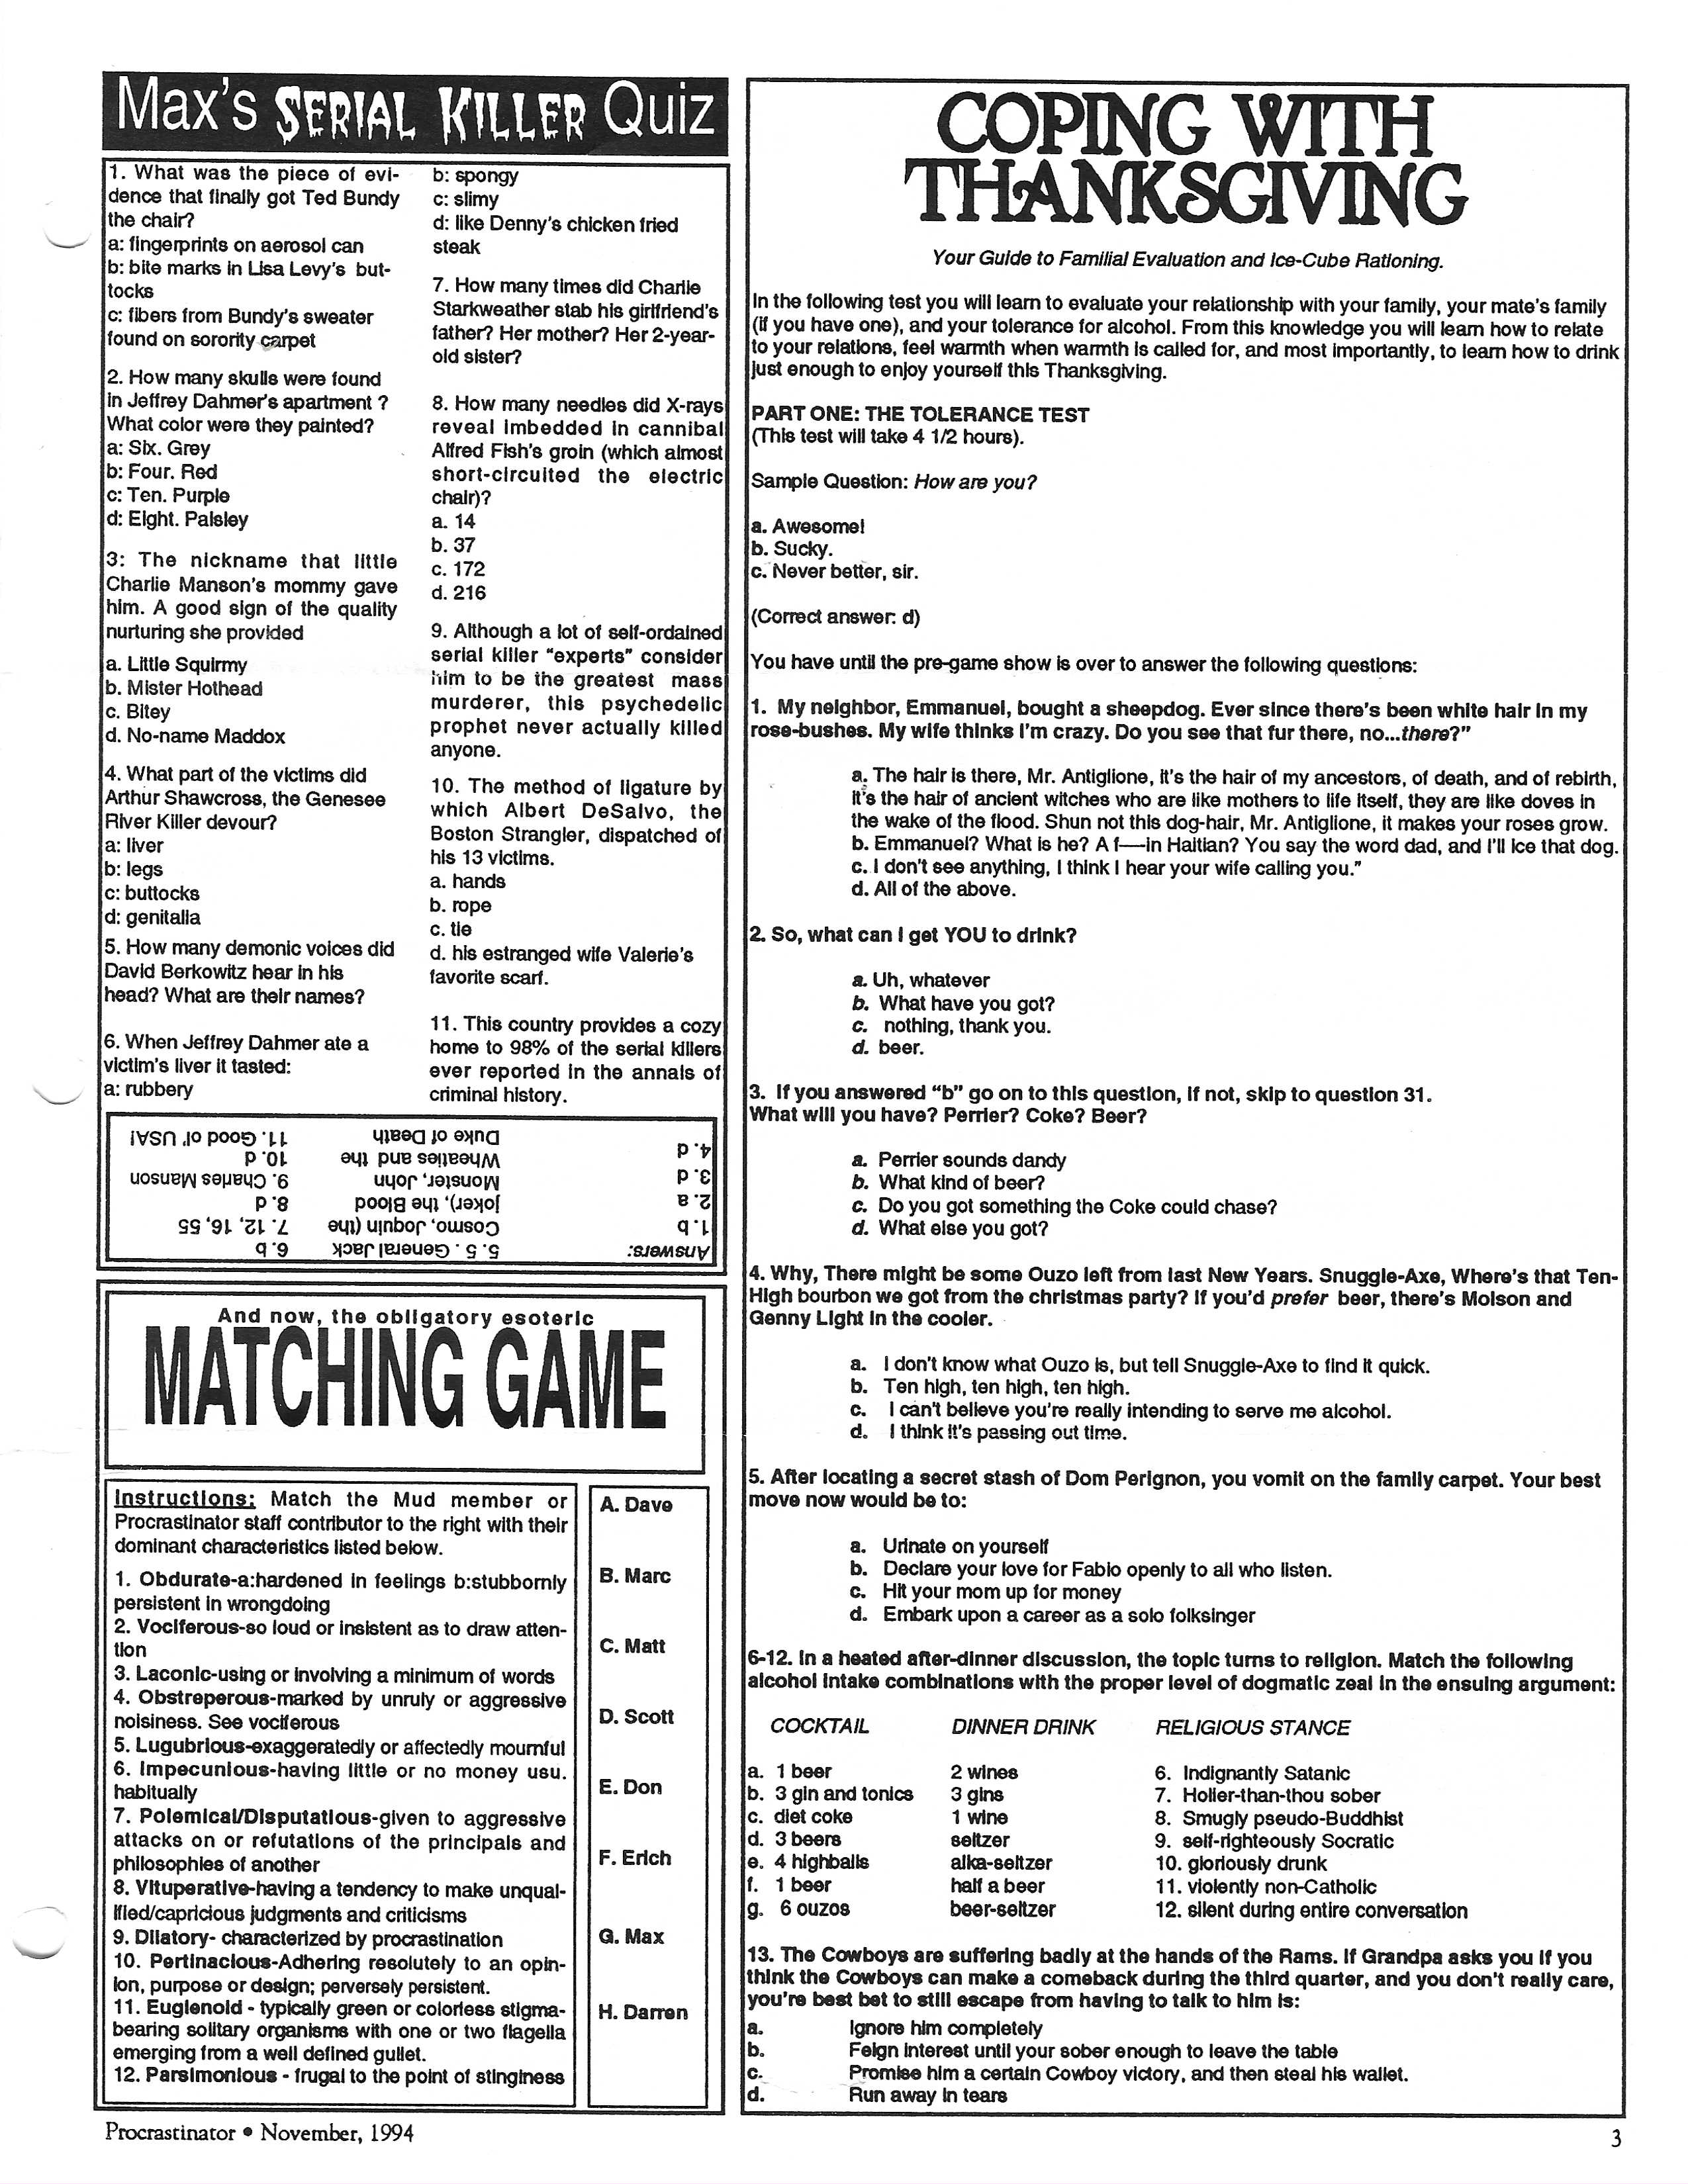 Max's SERIAL KILLER Quiz
1. What was the piece of evi-
dence that finally got Ted Bundy
the chair?
a: fingerprints on aerosol can
b: bite marks in Lisa Levy's but-
tocks
c: fibers from Bundy's sweater
found on sorority carpet
2. How many skulls were found
in Jeffrey Dahmer's apartment ?
What color were they painted?
a: Six. Grey
b: Four. Red
c: Ten. Purple
d: Eight. Paisley
3: The nickname that little
Charlie Manson's mommy gave
him. A good sign of the quality
nurturing she provided
a. Little Squirmy
b. Mister Hothead
c. Bitey
d. No-name Maddox
4. What part of the victims did
Arthur Shawcross, the Genesee
River Killer devour?
a: liver
b: legs
c: buttocks
d: genitalia
5. How many demonic voices did
David Berkowitz hear in his
head? What are their names?
6. When Jeffrey Dahmer ate a
victim's liver it tasted:
a: rubbery
b: spongy
c: slimy
d: like Denny's chicken fried
steak
7. How many times did Charlie
Starkweather stab his girlfriend's
father? Her mother? Her 2-year-
old sister?
8. How many needles did X-rays
reveal imbedded in cannibal
Alfred Fish's groin (which almost
short-circuited the electric
chair)?
a. 14
b. 37
c. 172
d. 216
9. Although a lot of self-ordained
serial killer "experts" consider
him to be the greatest mass
murderer, this psychedelic
prophet never actually killed
anyone.
10. The method of ligature by
which Albert DeSalvo, the
Boston Strangler, dispatched of
his 13 victims.
a. hands
b. rope
c. tie
d. his estranged wife Valerie's
favorite scarf.
11. This country provides a cozy
home to 98% of the serial killers
ever reported in the annals of
criminal history.
Answers:
1. b
2. a
3. d
4. d
5. 5 . General Jack
Cosmo, Joquin (the
joker), the Blood
Monster, John
Wheaties and the
Duke of Death
6. b
7. 12, 16, 55
8. d
9. Charles Manson
10. d
11. Good ol' USA!
And now, the obligatory esoteric
MATCHING GAME
Instructions: Match the Mud member or
Procrastinator staff contributor to the right with their
dominant characteristics listed below.
1. Obdurate-a:hardened in feelings b:stubbornly
persistent in wrongdoing
2. Vociferous-so loud or insistent as to draw atten-
tion
3. Laconic-using or involving a minimum of words
4. Obstreperous-marked by unruly or aggressive
noisiness. See vociferous
5. Lugubrious-exaggeratedly or affectedly mournful
6. Impecunious-having little or no money usu.
habitually
7. Polemical/Disputatious-given to aggressive
attacks on or refutations of the principals and
philosophies of another
8. Vituperative-having a tendency to make unqual-
ified/capricious judgments and criticisms
9. Dilatory- characterized by procrastination
10. Pertinacious-Adhering resolutely to an opin-
ion, purpose or design; perversely persistent.
11. Euglenoid - typically green or colorless stigma-
bearing solitary organisms with one or two flagella
emerging from a well defined gullet.
12. Parsimonious - frugal to the point of stinginess
A. Dave
B. Marc
C. Matt
D. Scott
E. Don
F. Erich
G. Max
H. Darren
COPING WITH
THANKSGIVING
Your Guide to Familial Evaluation and Ice-Cube Rationing.
In the following test you will learn to evaluate your relationship with your family, your mate's family
(if you have one), and your tolerance for alcohol. From this knowledge you will learn how to relate
to your relations, feel warmth when warmth is called for, and most importantly, to learn how to drink
just enough to enjoy yourself this Thanksgiving.
PART ONE: THE TOLERANCE TEST
(This test will take 4 1/2 hours).
Sample Question: How are you?
a. Awesome!
b. Sucky.
c. Never better, sir.
(Correct answer: d)
You have until the pre-game show is over to answer the following questions:
1. My neighbor, Emmanuel, bought a sheepdog. Ever since there's been white hair in my
rose-bushes. My wife thinks I'm crazy. Do you see that fur there, no...there?"
a. The hair is there, Mr. Antiglione, it's the hair of my ancestors, of death, and of rebirth,
it's the hair of ancient witches who are like mothers to life itself, they are like doves in
the wake of the flood. Shun not this dog-hair, Mr. Antiglione, it makes your roses grow.
b. Emmanuel? What is he? A f—in Haitian? You say the word dad, and I'll ice that dog.
c. I don't see anything, I think I hear your wife calling you."
d. All of the above.
2. So, what can I get YOU to drink?
a. Uh, whatever
b. What have you got?
c. nothing, thank you.
d. beer.
3. If you answered "b" go on to this question, if not, skip to question 31.
What will you have? Perrier? Coke? Beer?
a. Perrier sounds dandy
b. What kind of beer?
c. Do you got something the Coke could chase?
d. What else you got?
4. Why, There might be some Ouzo left from last New Years. Snuggle-Axe, Where's that Ten-
High bourbon we got from the christmas party? If you'd prefer beer, there's Molson and
Genny Light in the cooler.
a. I don't know what Ouzo is, but tell Snuggle-Axe to find it quick.
b. Ten high, ten high, ten high.
c. I can't believe you're really intending to serve me alcohol.
d. I think it's passing out time.
5. After locating a secret stash of Dom Perignon, you vomit on the family carpet. Your best
move now would be to:
a. Urinate on yourself
b. Declare your love for Fabio openly to all who listen.
c. Hit your mom up for money
d. Embark upon a career as a solo folksinger
6-12. In a heated after-dinner discussion, the topic turns to religion. Match the following
alcohol intake combinations with the proper level of dogmatic zeal in the ensuing argument:
COCKTAIL DINNER DRINK RELIGIOUS STANCE
a. 1 beer 2 wines 6. Indignantly Satanic
b. 3 gin and tonics 3 gins 7. Holier-than-thou sober
c. diet coke 1 wine 8. Smugly pseudo-Buddhist
d. 3 beers seltzer 9. self-righteously Socratic
e. 4 highballs alka-seltzer 10. gloriously drunk
f. 1 beer half a beer 11. violently non-Catholic
g. 6 ouzos beer-seltzer 12. silent during entire conversation
13. The Cowboys are suffering badly at the hands of the Rams. If Grandpa asks you if you
think the Cowboys can make a comeback during the third quarter, and you don't really care,
you're best bet to still escape from having to talk to him is:
a. Ignore him completely
b. Feign interest until your sober enough to leave the table
c. Promise him a certain Cowboy victory, and then steal his wallet.
d. Run away in tears
Procrastinator • November, 1994
3